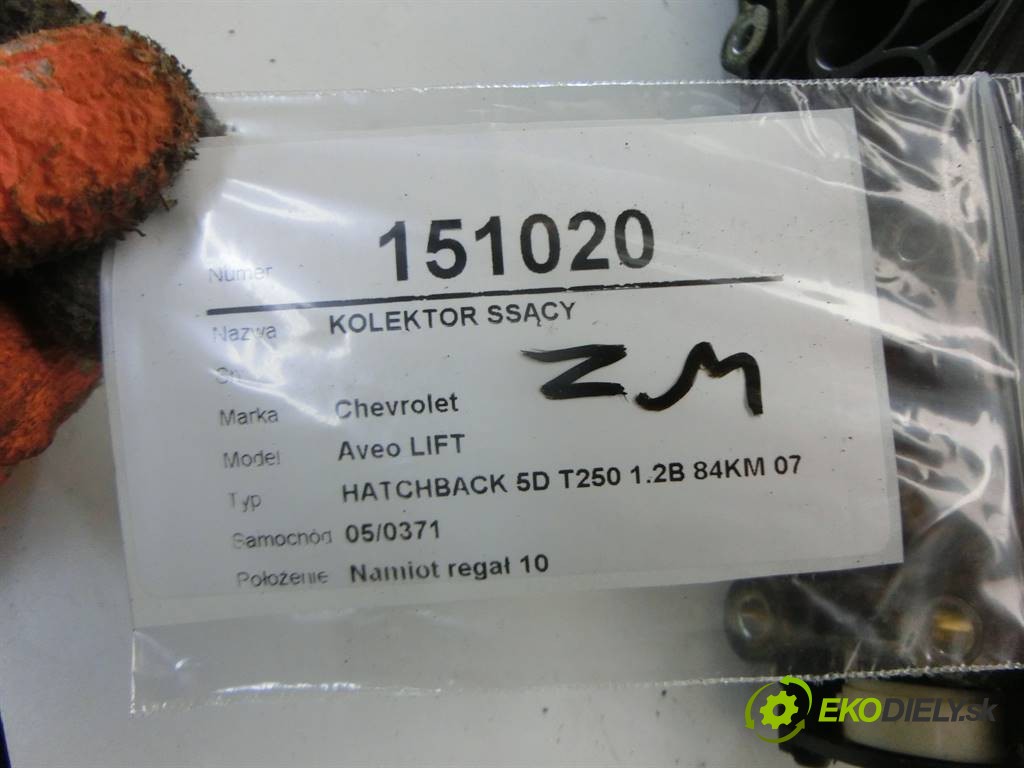 Numer 151020
Nazwa KOLEKTOR SSĄCY
ZM
Marka Chevrolet
Model Aveo LIFT
Typ HATCHBACK 5D T250 1.2B 84KM 07
Samochód 05/0371
Położenie Namiot regał 10
EKODIELY.sk